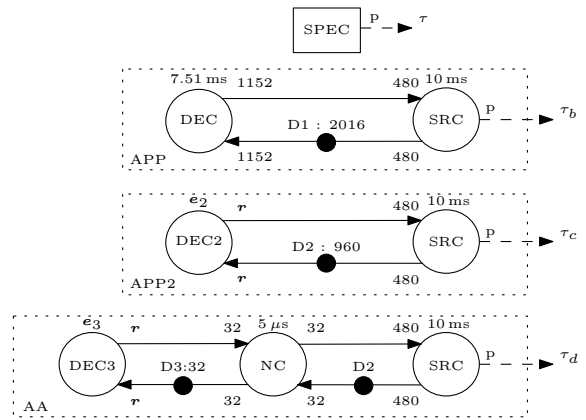 SPEC p τ
7.51 ms 1152 480 10 ms
DEC D1 : 2016 SRC p τb
APP 1152 480
e2 r 480 10 ms
DEC2 D2 : 960 SRC p τc
APP2 r 480
e3 r 32 5 μs 32 480 10 ms
DEC3 D3:32 NC D2 SRC p τd
AA r 32 32 480